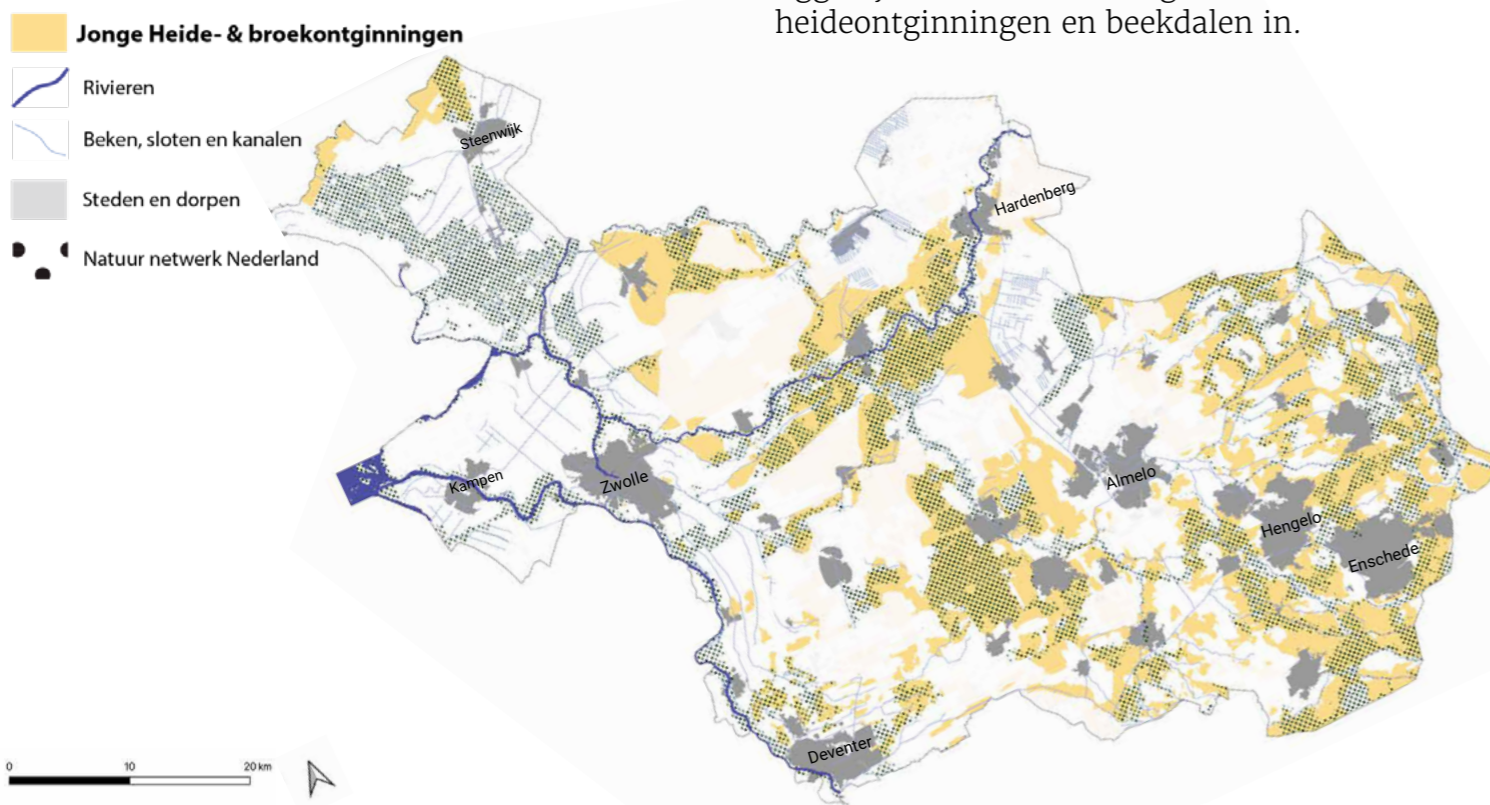 heideontginningen en beekdalen in.
Jonge Heide- & broekontginningen
Rivieren
Beken, sloten en kanalen
Steden en dorpen
Natuur netwerk Nederland
Steenwijk
Hardenberg
Kampen
Zwolle
Almelo
Hengelo
Enschede
Deventer
0 10 20 km